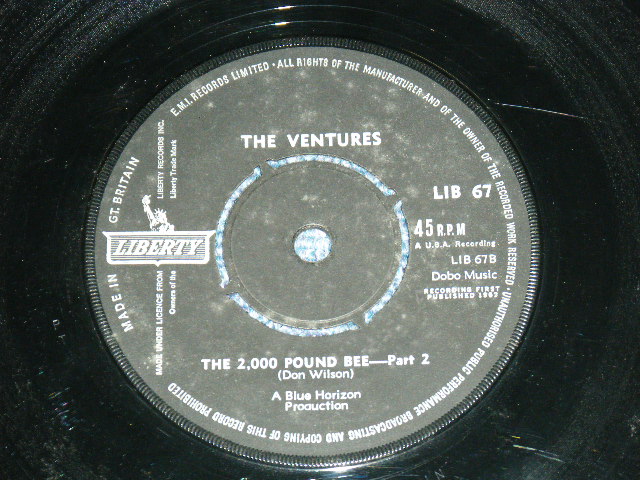 E.M.I. RECORDS LIMITED · ALL RIGHTS OF THE MANUFACTURER AND OF THE OWNER OF THE RECORDED WORK RESERVED · UNAUTHORISED PUBLIC PERFORMANCE BROADCASTING AND COPYING OF THIS RECORD PROHIBITED
MADE IN GT. BRITAIN
THE VENTURES
LIBERTY RECORDS INC.
Liberty Trade Mark
MADE UNDER LICENCE FROM
Owners of the
LIBERTY
LIB 67
45 R.P.M
A U.S.A. Recording
LIB 67B
Dobo Music
RECORDING FIRST
PUBLISHED
THE 2,000 POUND BEE—Part 2
(Don Wilson)
A Blue Horizon
Production